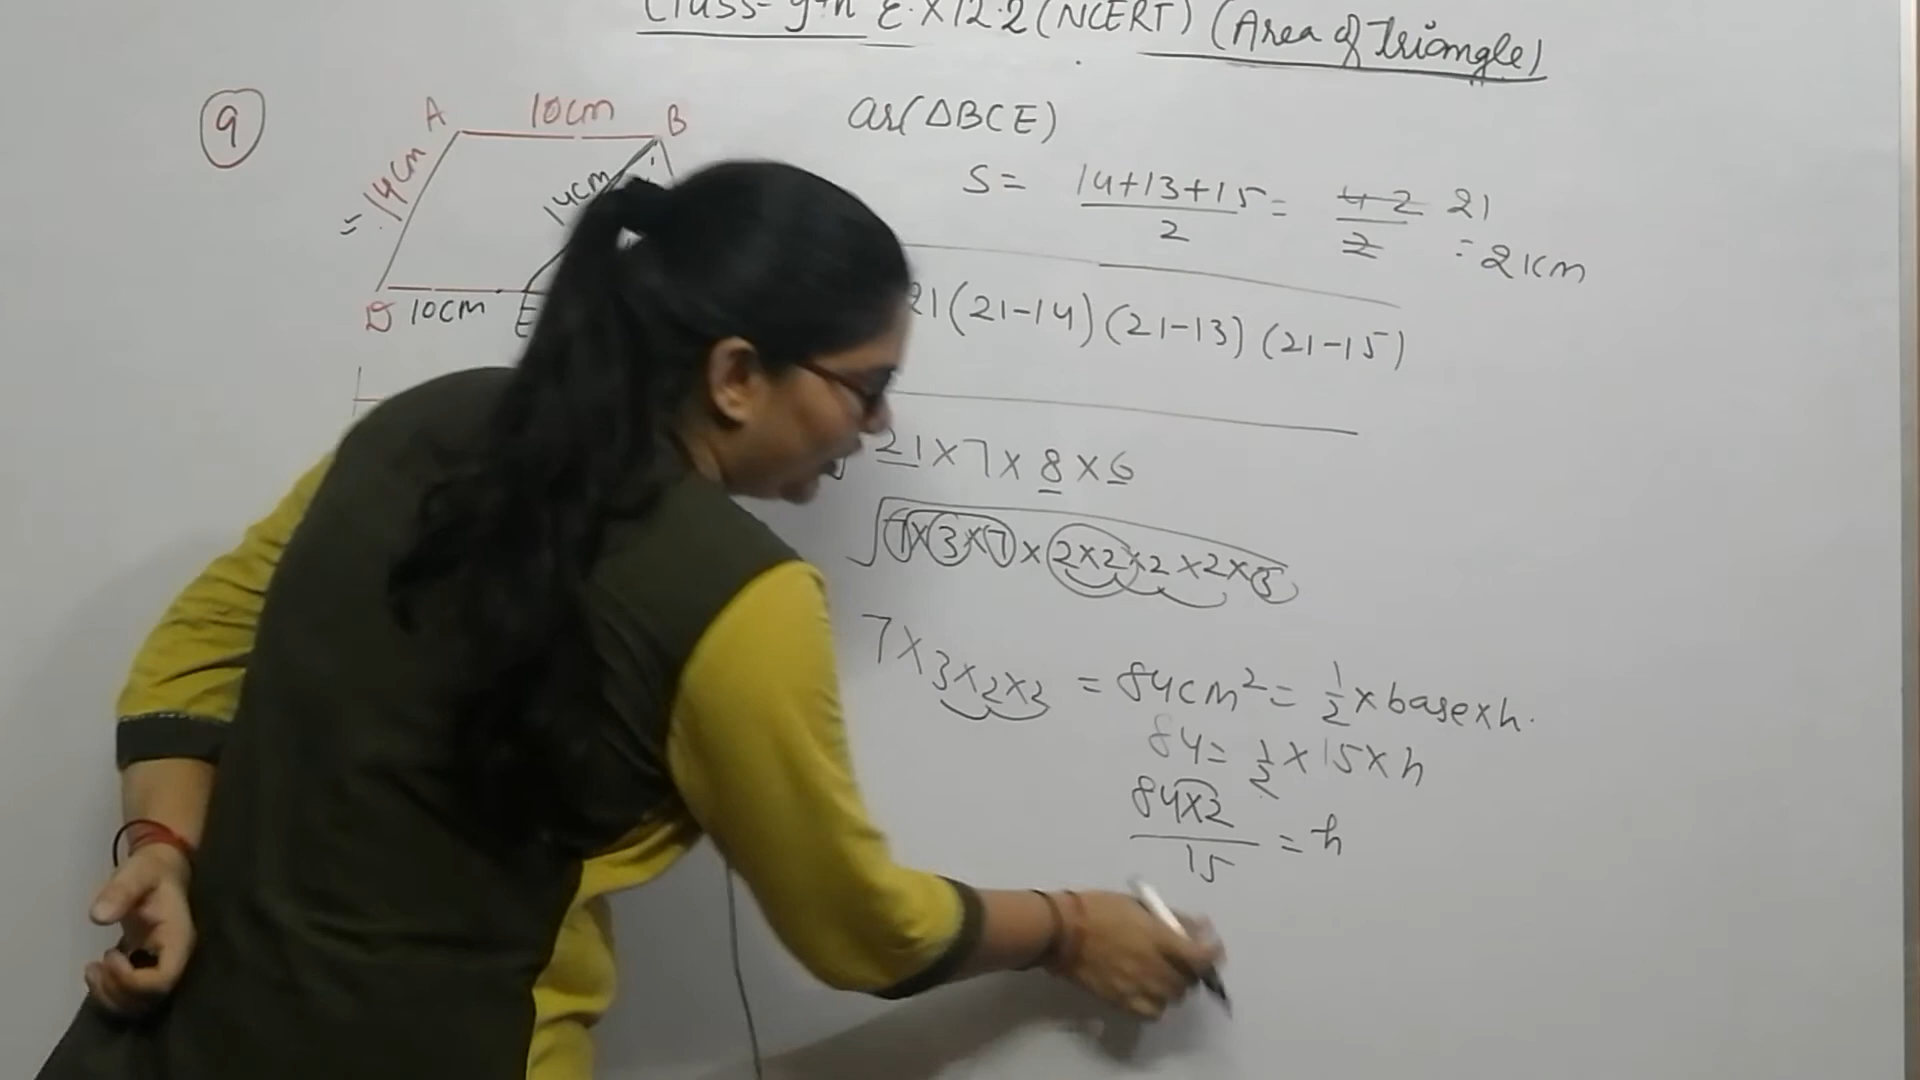 Class-9th E.X 12.2 (NCERT) (Area of Triangle)
9
A 10cm B
14cm
14cm
D 10cm E
ar(ΔBCE)
S = 14+13+15/2 = 42/2 21
= 21cm
21(21-14)(21-13)(21-15)
21×7×8×6
√7×3×7×2×2×2×2×3
7×3×2×2 = 84cm² = 1/2×base×h.
84 = 1/2×15×h
84×2/15 = h